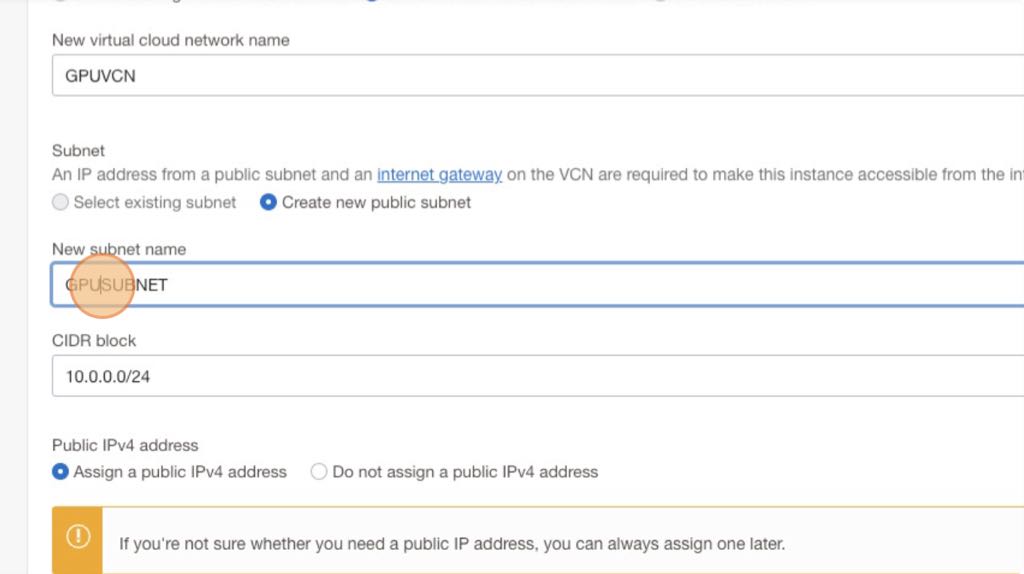 New virtual cloud network name
GPUVCN
Subnet
An IP address from a public subnet and an internet gateway on the VCN are required to make this instance accessible from the
Select existing subnet Create new public subnet
New subnet name
GPUSUBNET
CIDR block
10.0.0.0/24
Public IPv4 address
Assign a public IPv4 address Do not assign a public IPv4 address
If you're not sure whether you need a public IP address, you can always assign one later.